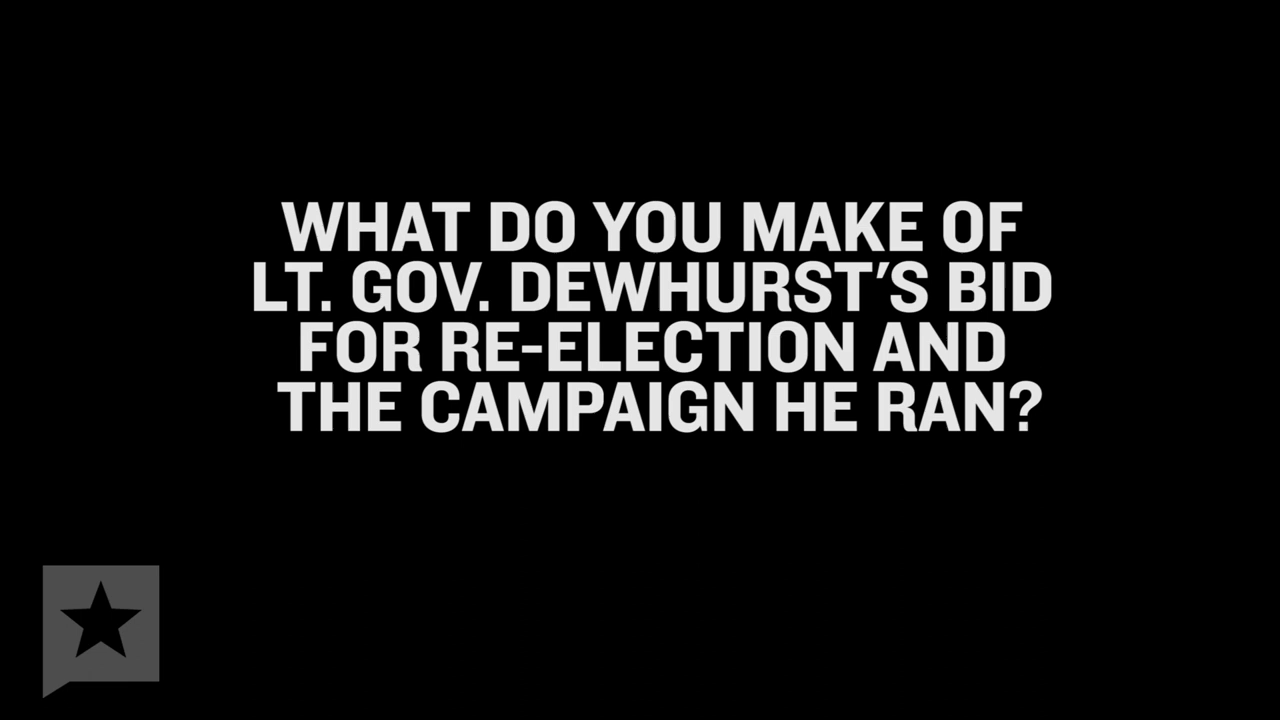 WHAT DO YOU MAKE OF
LT. GOV. DEWHURST'S BID
FOR RE-ELECTION AND
THE CAMPAIGN HE RAN?